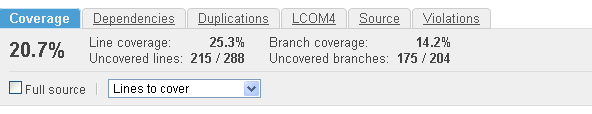 Coverage Dependencies Duplications LCOM4 Source Violations
20.7% Line coverage: 25.3% Branch coverage: 14.2%
Uncovered lines: 215 / 288 Uncovered branches: 175 / 204
Full source Lines to cover